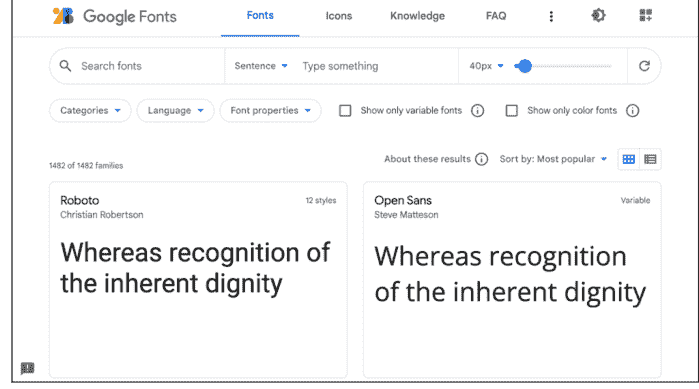 Google Fonts
Fonts
Icons
Knowledge
FAQ
Search fonts
Sentence
Type something
40px
Categories
Language
Font properties
Show only variable fonts
Show only color fonts
1482 of 1482 families
About these results
Sort by: Most popular
Roboto
12 styles
Christian Robertson
Whereas recognition of
the inherent dignity
Open Sans
Variable
Steve Matteson
Whereas recognition
of the inherent dignity